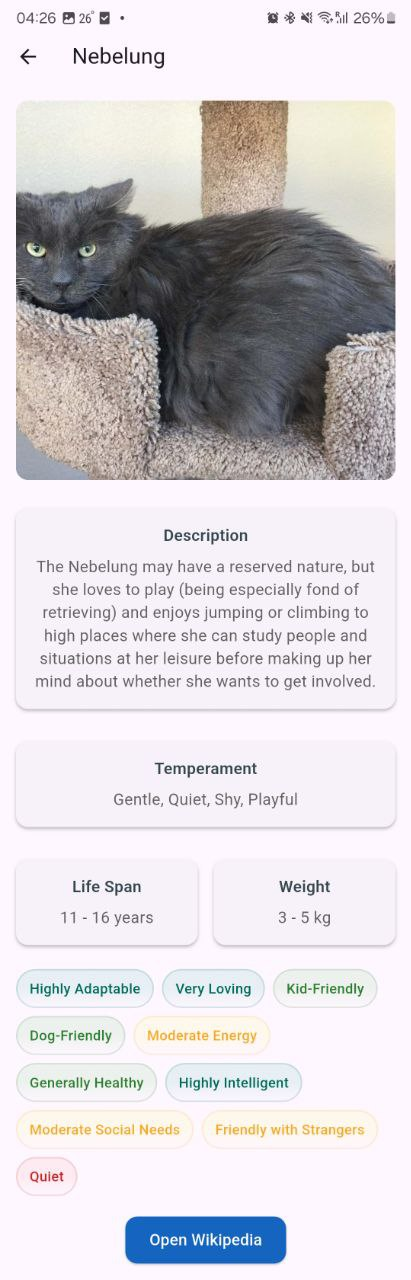 04:26 26° 26%
Nebelung
Description
The Nebelung may have a reserved nature, but
she loves to play (being especially fond of
retrieving) and enjoys jumping or climbing to
high places where she can study people and
situations at her leisure before making up her
mind about whether she wants to get involved.
Temperament
Gentle, Quiet, Shy, Playful
Life Span
11 - 16 years
Weight
3 - 5 kg
Highly Adaptable Very Loving Kid-Friendly
Dog-Friendly Moderate Energy
Generally Healthy Highly Intelligent
Moderate Social Needs Friendly with Strangers
Quiet
Open Wikipedia